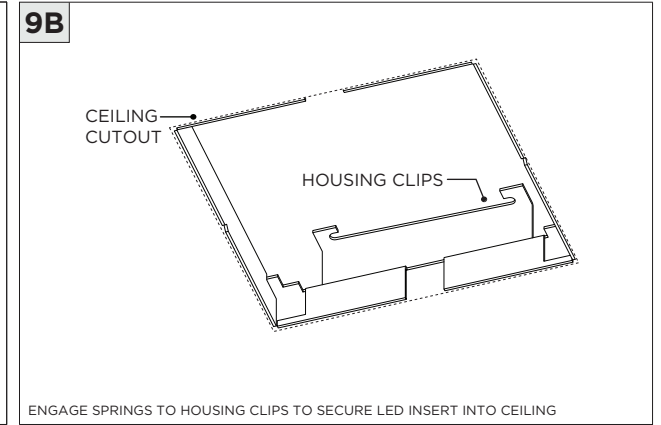 9B
CEILING
CUTOUT
HOUSING CLIPS
ENGAGE SPRINGS TO HOUSING CLIPS TO SECURE LED INSERT INTO CEILING